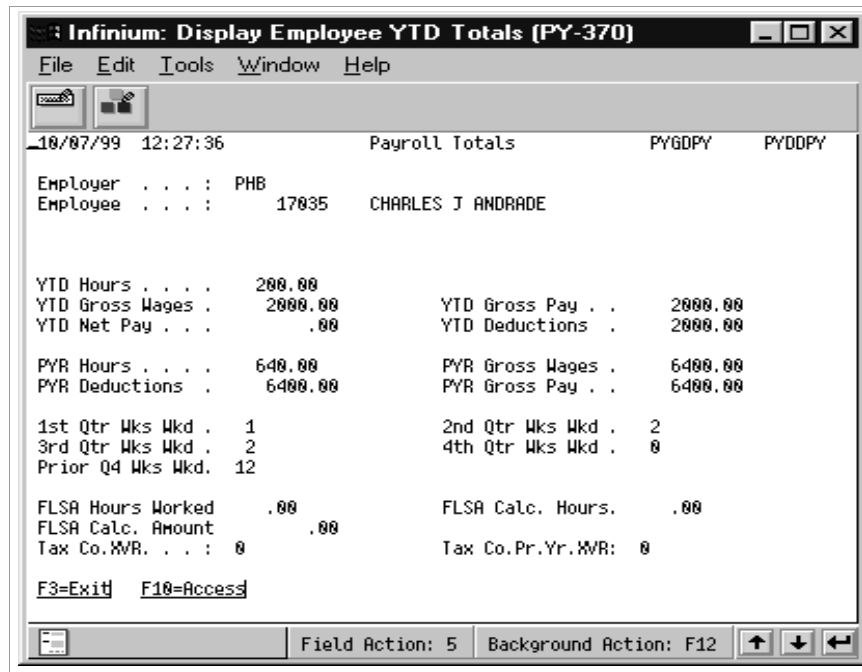 Infinium: Display Employee YTD Totals (PY-370)
File Edit Tools Window Help
10/07/99 12:27:36 Payroll Totals PYGDPY PYDDPY
Employer . . . : PHB
Employee . . . : 17035 CHARLES J ANDRADE
YTD Hours . . . . 200.00
YTD Gross Wages . 2000.00 YTD Gross Pay . . 2000.00
YTD Net Pay . . . .00 YTD Deductions . 2000.00
PYR Hours . . . . 640.00 PYR Gross Wages . 6400.00
PYR Deductions . 6400.00 PYR Gross Pay . . 6400.00
1st Qtr Wks Wkd . 1 2nd Qtr Wks Wkd . 2
3rd Qtr Wks Wkd . 2 4th Qtr Wks Wkd . 0
Prior Q4 Wks Wkd. 12
FLSA Hours Worked .00 FLSA Calc. Hours. .00
FLSA Calc. Amount .00
Tax Co.XVR. . . : 0 Tax Co.Pr.Yr.XVR: 0
F3=Exit F10=Access
Field Action: 5 Background Action: F12